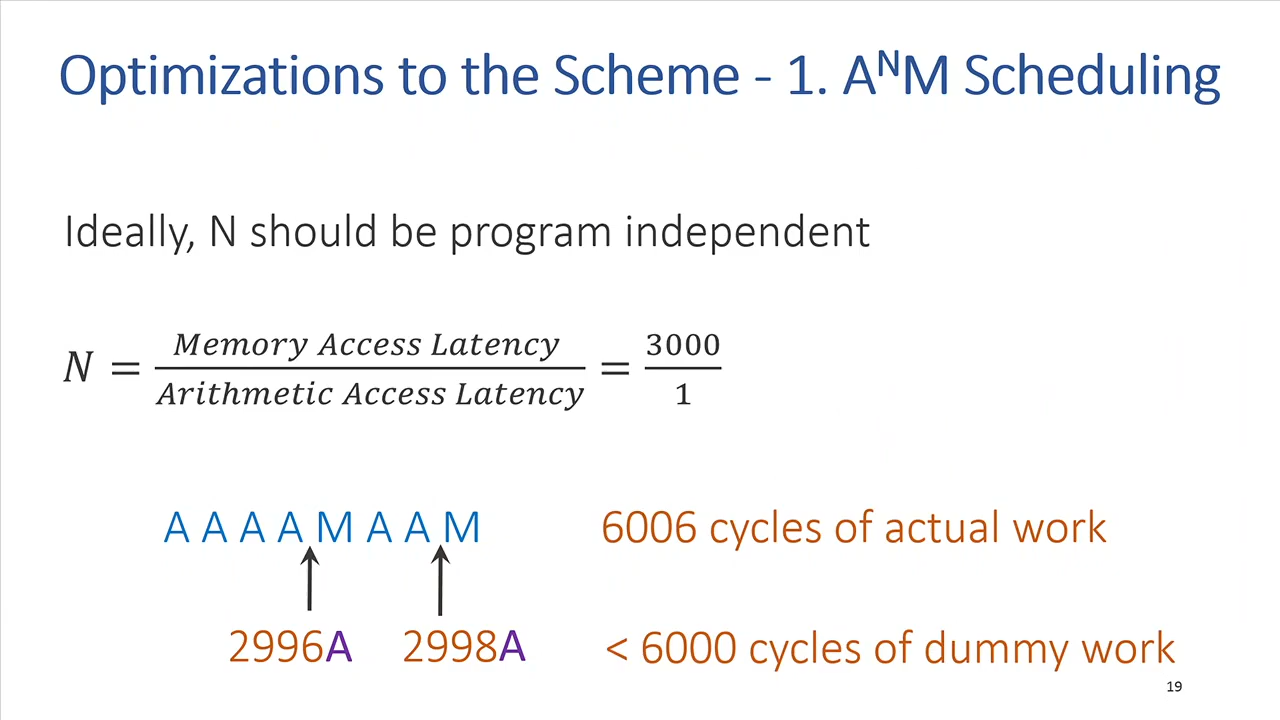 Optimizations to the Scheme - 1. AᴺM Scheduling
Ideally, N should be program independent
N = Memory Access Latency / Arithmetic Access Latency = 3000 / 1
A A A A M A A M 6006 cycles of actual work
2996A 2998A < 6000 cycles of dummy work
19